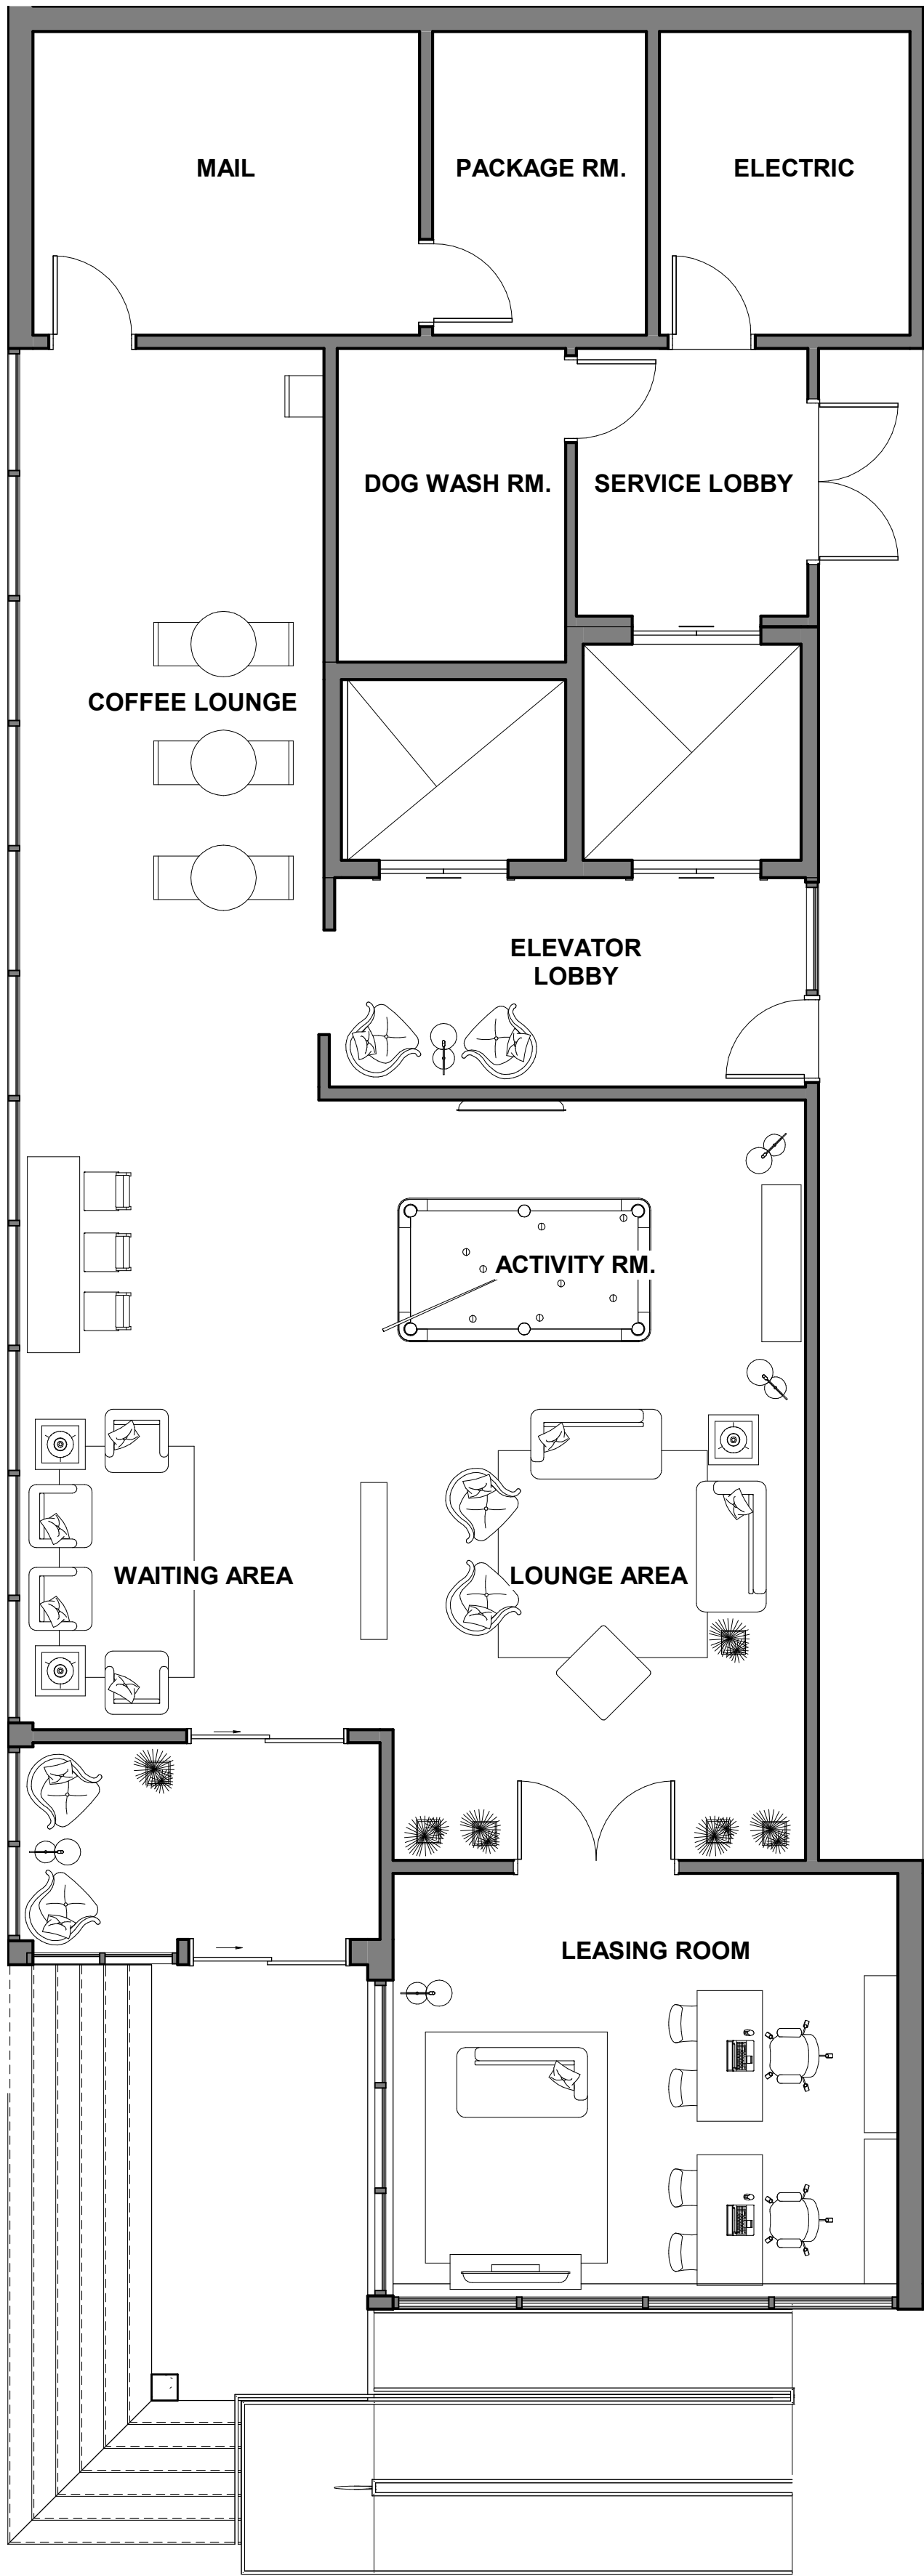 MAIL
PACKAGE RM.
ELECTRIC
DOG WASH RM.
SERVICE LOBBY
COFFEE LOUNGE
ELEVATOR
LOBBY
ACTIVITY RM.
WAITING AREA
LOUNGE AREA
LEASING ROOM